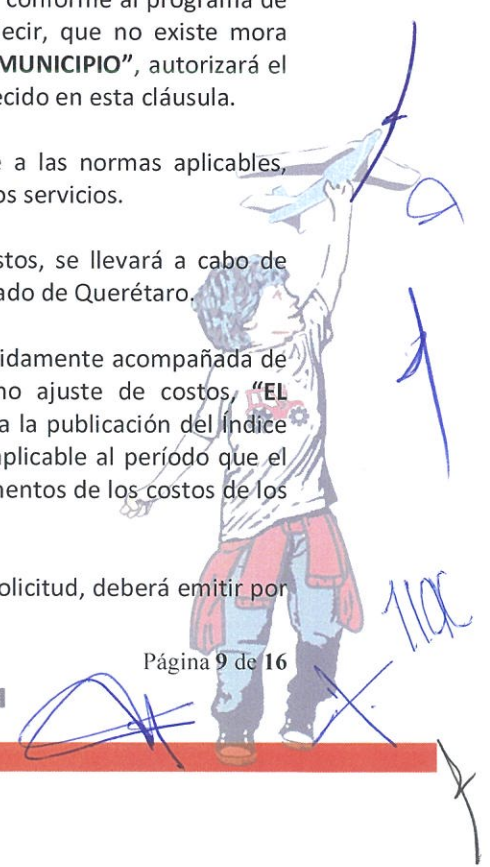 conforme al programa de
ecir, que no existe mora
MUNICIPIO”, autorizará el
ecido en esta cláusula.
e a las normas aplicables,
os servicios.
stos, se llevará a cabo de
ado de Querétaro.
idamente acompañada de
no ajuste de costos, “EL
a la publicación del Índice
aplicable al período que el
mentos de los costos de los
solicitud, deberá emitir por
Página 9 de 16